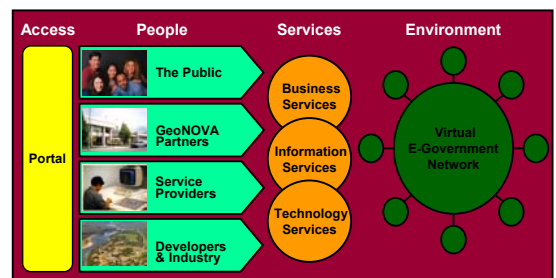 Access
People
Services
Environment
Portal
The Public
GeoNOVA
Partners
Service
Providers
Developers
& Industry
Business
Services
Information
Services
Technology
Services
Virtual
E-Government
Network